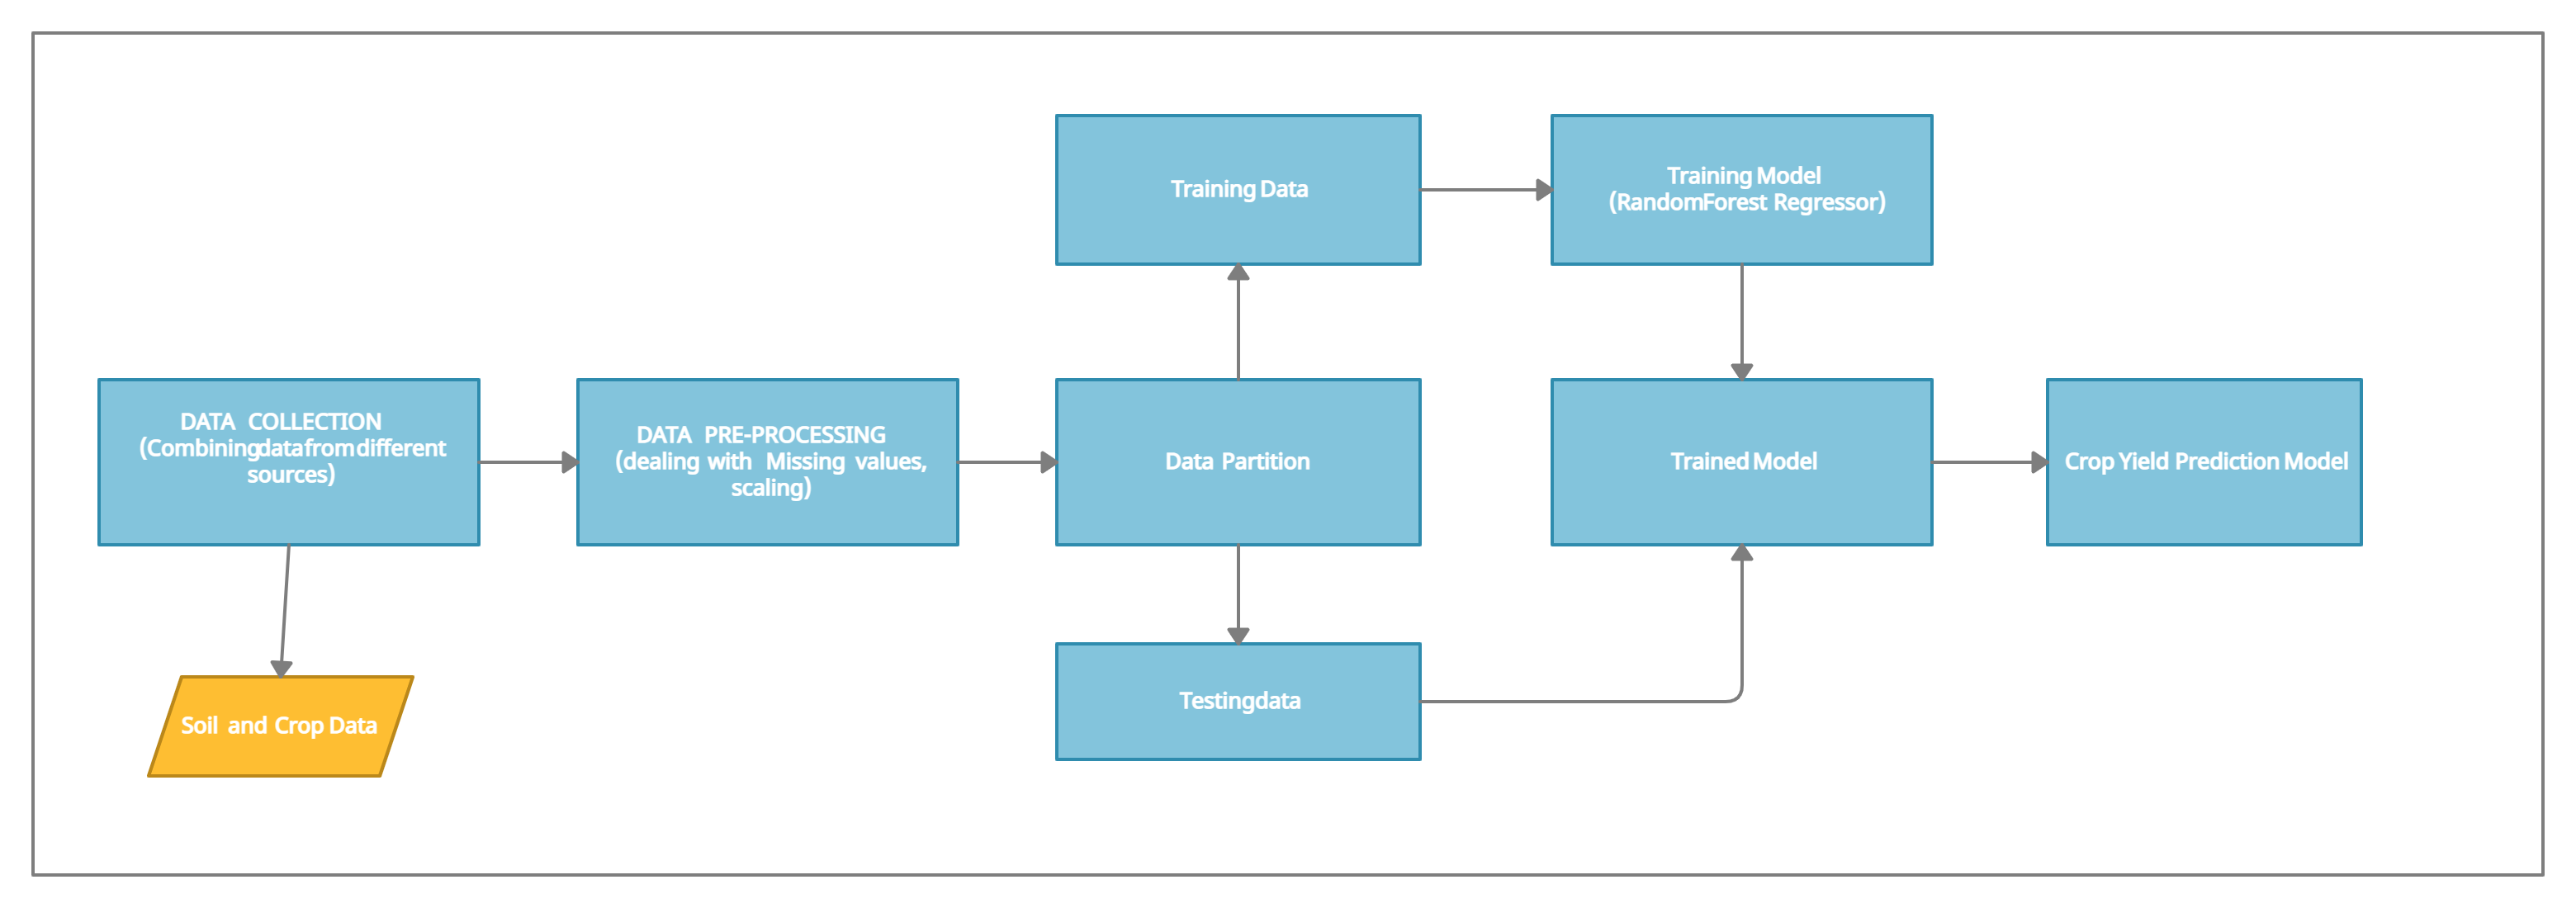 Training Data
Training Model
(RandomForest Regressor)
DATA COLLECTION
(Combiningdatafromdifferent
sources)
DATA PRE-PROCESSING
(dealing with Missing values,
scaling)
Data Partition
Trained Model
Crop Yield Prediction Model
Testingdata
Soil and Crop Data